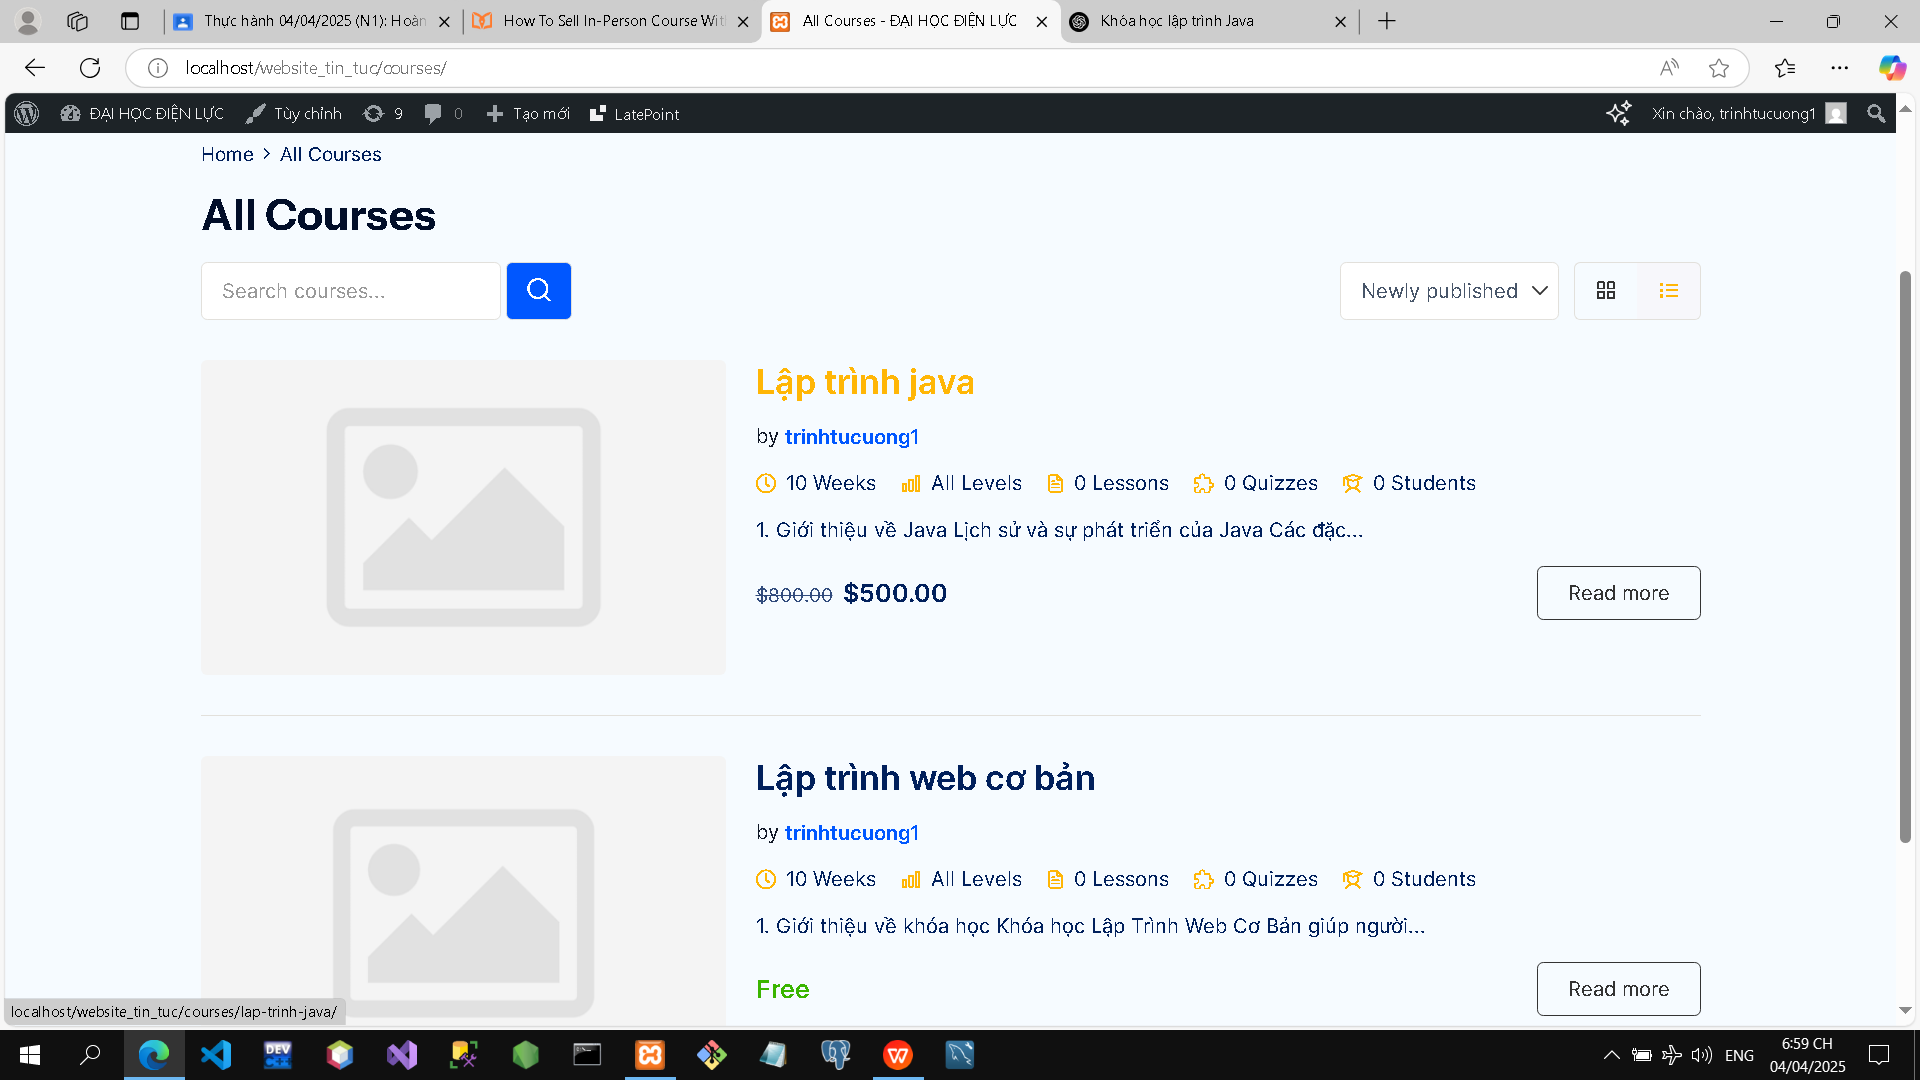 Thực hành 04/04/2025 (N1): Hoàn
How To Sell In-Person Course Wit
All Courses - ĐẠI HỌC ĐIỆN LỰC
Khóa học lập trình Java
localhost/website_tin_tuc/courses/
ĐẠI HỌC ĐIỆN LỰC
Tùy chỉnh
9
0
Tạo mới
LatePoint
Xin chào, trinhtucuong1
Home > All Courses
All Courses
Search courses...
Newly published
Lập trình java
by trinhtucuong1
10 Weeks All Levels 0 Lessons 0 Quizzes 0 Students
1. Giới thiệu về Java Lịch sử và sự phát triển của Java Các đặc...
$800.00 $500.00
Read more
Lập trình web cơ bản
by trinhtucuong1
10 Weeks All Levels 0 Lessons 0 Quizzes 0 Students
1. Giới thiệu về khóa học Khóa học Lập Trình Web Cơ Bản giúp người...
Free
Read more
localhost/website_tin_tuc/courses/lap-trinh-java/
DEV
ENG
6:59 CH
04/04/2025